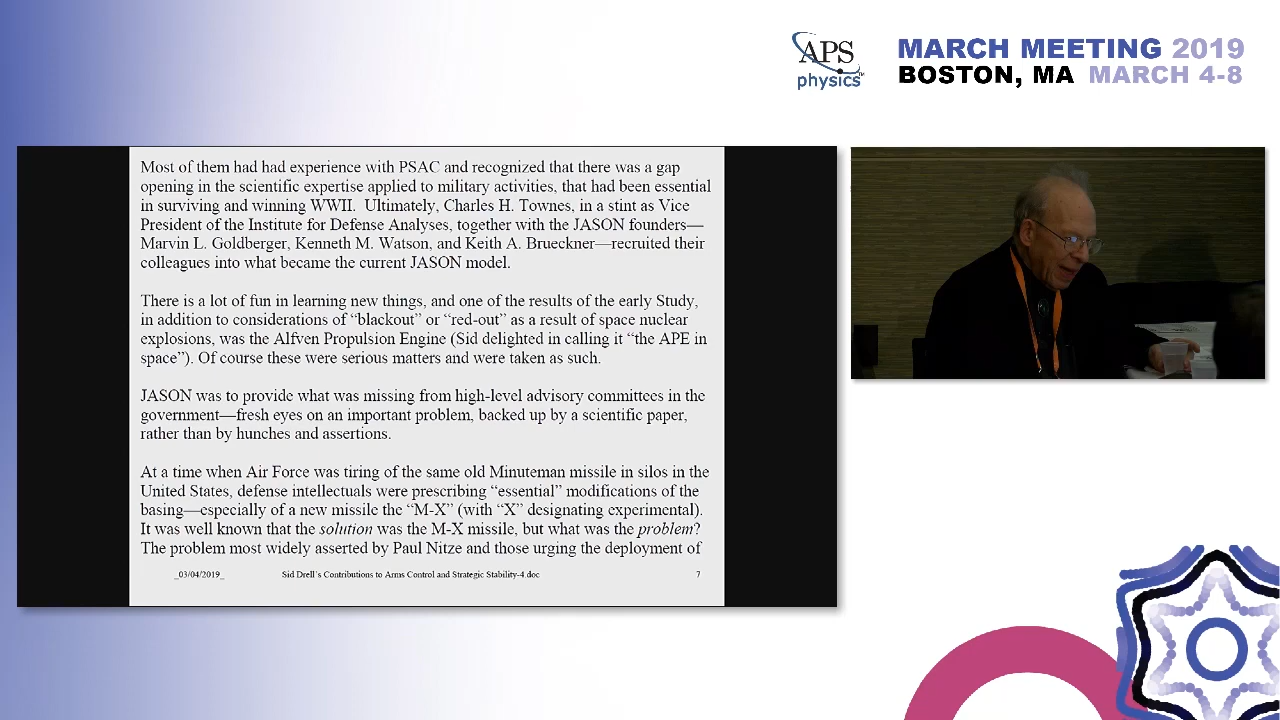 APS
physics
MARCH MEETING 2019
BOSTON, MA MARCH 4-8
Most of them had had experience with PSAC and recognized that there was a gap
opening in the scientific expertise applied to military activities, that had been essential
in surviving and winning WWII. Ultimately, Charles H. Townes, in a stint as Vice
President of the Institute for Defense Analyses, together with the JASON founders—
Marvin L. Goldberger, Kenneth M. Watson, and Keith A. Brueckner—recruited their
colleagues into what became the current JASON model.
There is a lot of fun in learning new things, and one of the results of the early Study,
in addition to considerations of “blackout” or “red-out” as a result of space nuclear
explosions, was the Alfven Propulsion Engine (Sid delighted in calling it “the APE in
space”). Of course these were serious matters and were taken as such.
JASON was to provide what was missing from high-level advisory committees in the
government—fresh eyes on an important problem, backed up by a scientific paper,
rather than by hunches and assertions.
At a time when Air Force was tiring of the same old Minuteman missile in silos in the
United States, defense intellectuals were prescribing “essential” modifications of the
basing—especially of a new missile the “M-X” (with “X” designating experimental).
It was well known that the solution was the M-X missile, but what was the problem?
The problem most widely asserted by Paul Nitze and those urging the deployment of
_03/04/2019_ Sid Drell’s Contributions to Arms Control and Strategic Stability-4.doc 7